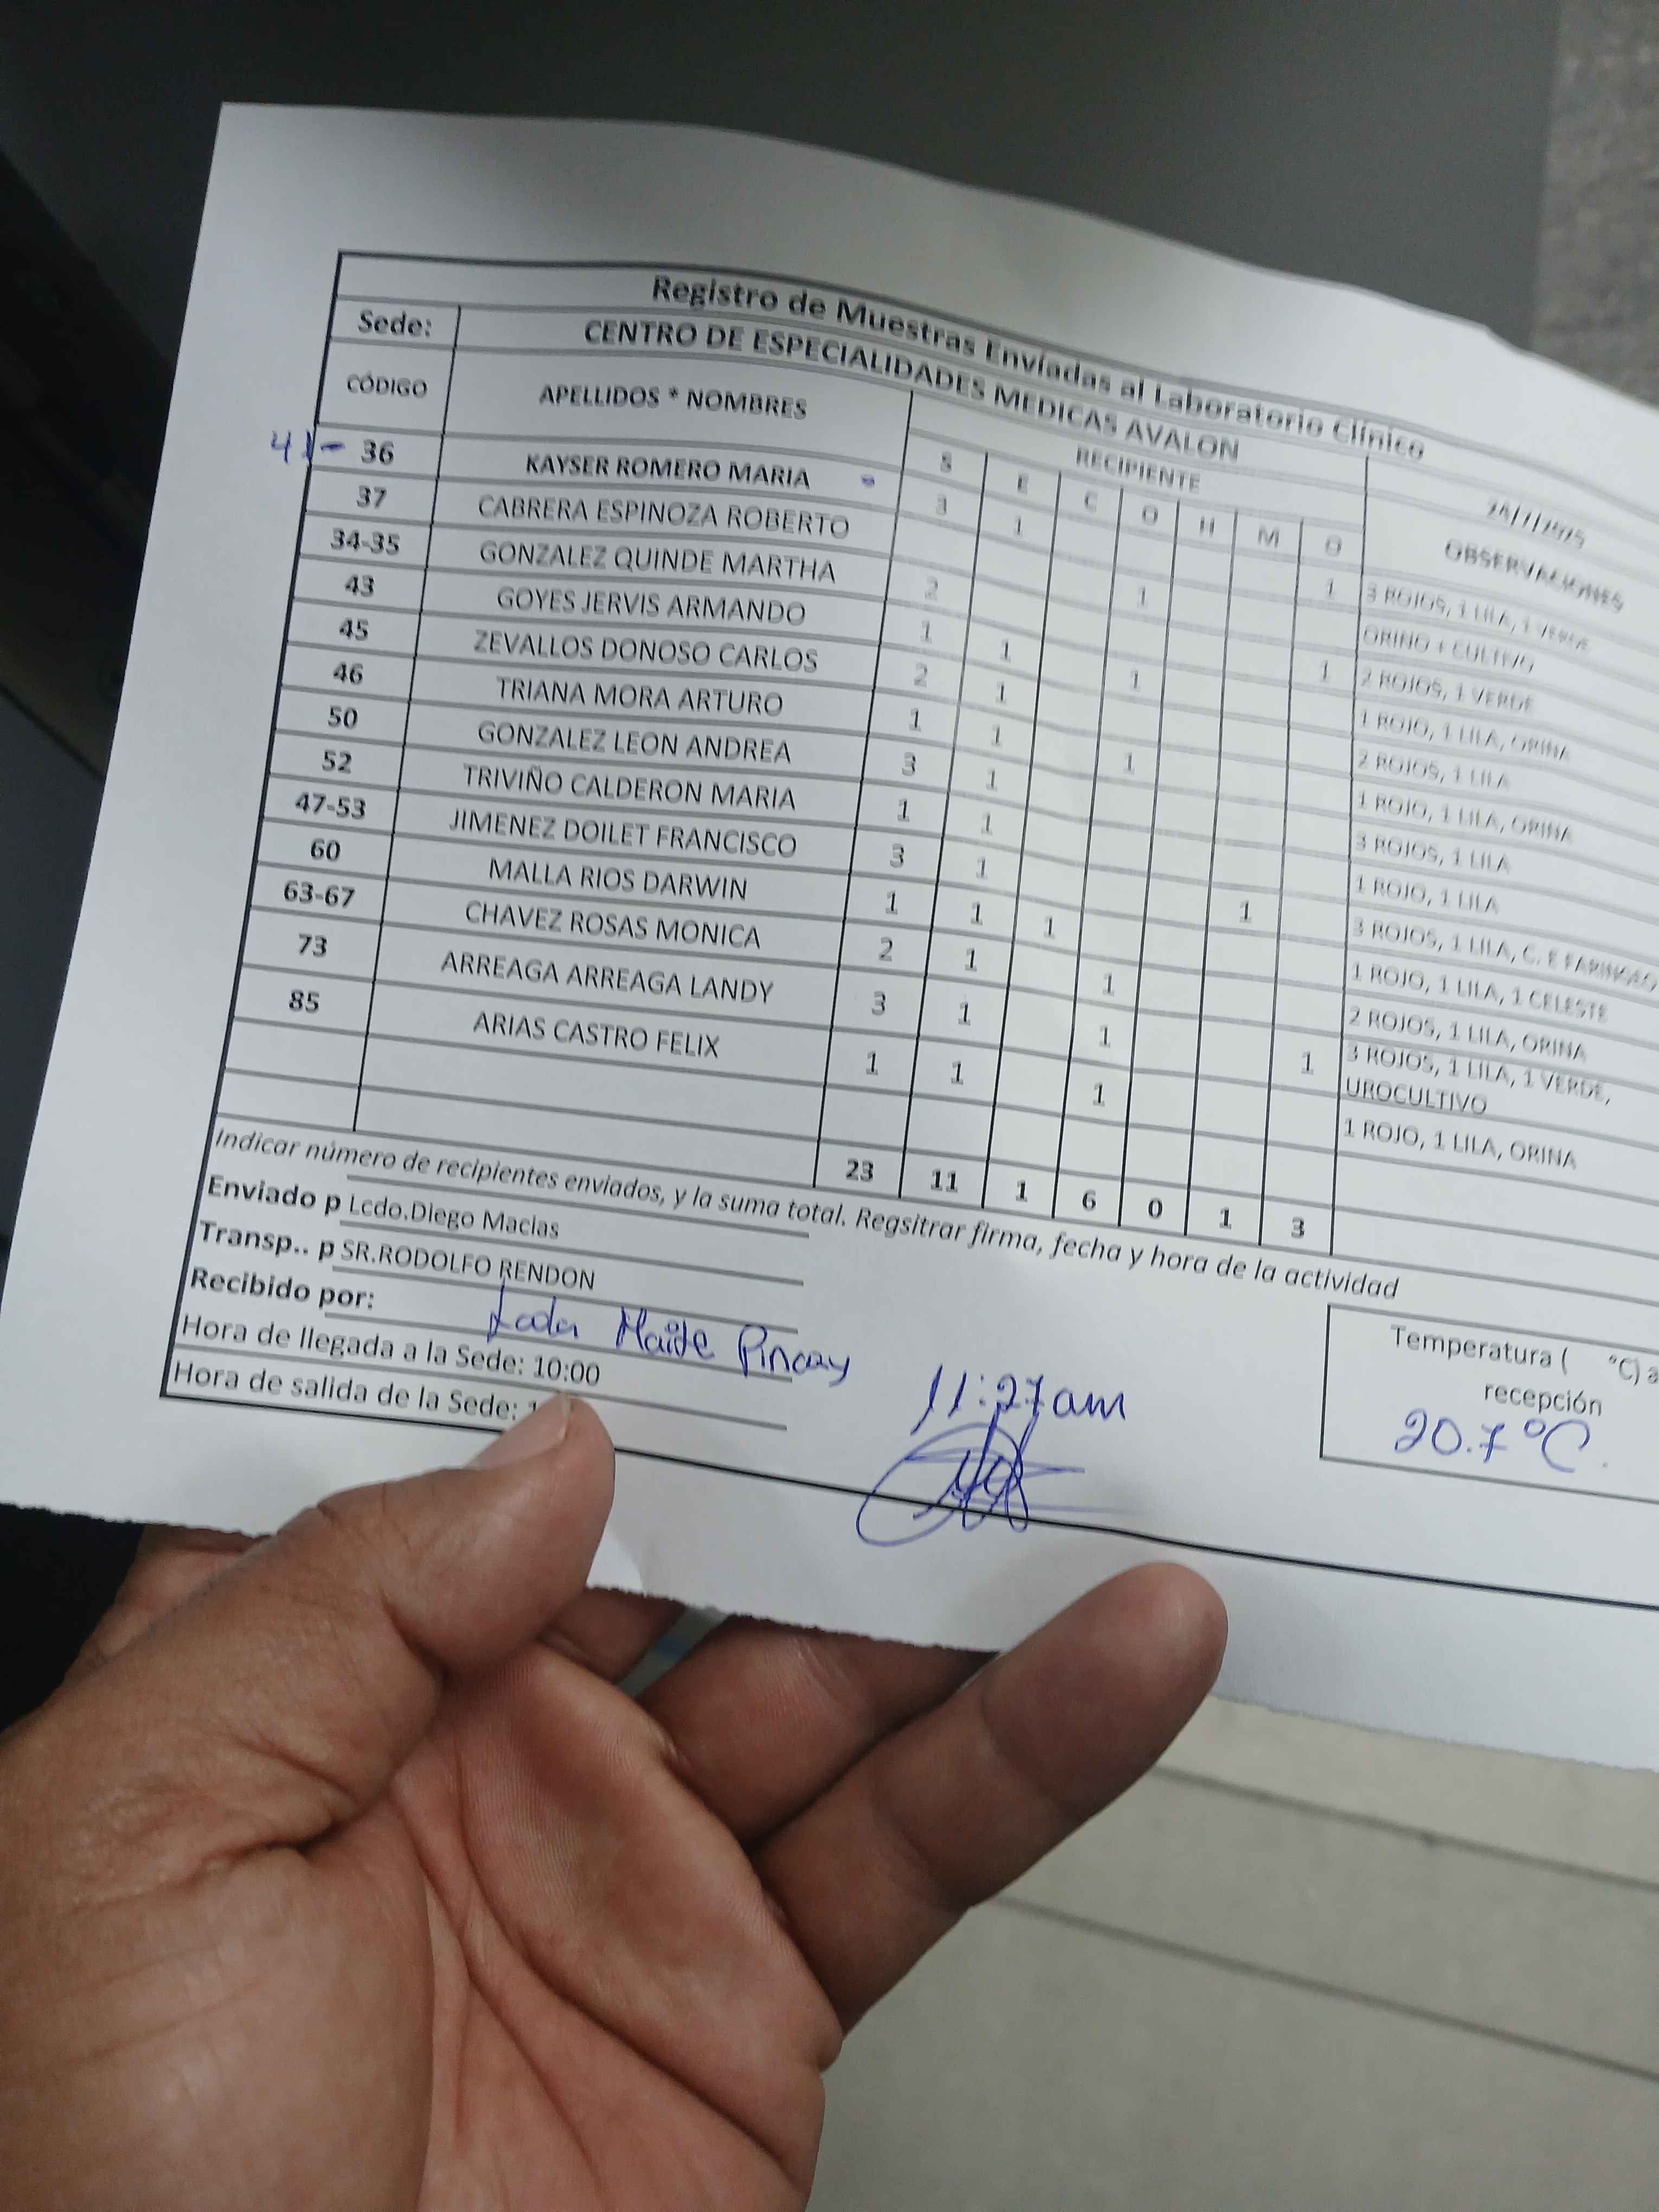 Registro de Muestras Enviadas al Laboratorio Clínico
Sede: CENTRO DE ESPECIALIDADES MEDICAS AVALON
CÓDIGO APELLIDOS * NOMBRES RECIPIENTE OBSERVACIONES
S E C O H M O
41- 36 KAYSER ROMERO MARIA - 3 1 1 3 ROJOS, 1 LILA, 1 VERDE
37 CABRERA ESPINOZA ROBERTO 1 ORINO + CULTIVO
34-35 GONZALEZ QUINDE MARTHA 2 1 2 ROJOS, 1 VERDE
43 GOYES JERVIS ARMANDO 1 1 1 1 ROJO, 1 LILA, ORINA
45 ZEVALLOS DONOSO CARLOS 2 1 2 ROJOS, 1 LILA
46 TRIANA MORA ARTURO 1 1 1 1 ROJO, 1 LILA, ORINA
50 GONZALEZ LEON ANDREA 3 1 3 ROJOS, 1 LILA
52 TRIVIÑO CALDERON MARIA 1 1 1 ROJO, 1 LILA
47-53 JIMENEZ DOILET FRANCISCO 3 1 1 3 ROJOS, 1 LILA, C. E FARINGEO
60 MALLA RIOS DARWIN 1 1 1 1 ROJO, 1 LILA, 1 CELESTE
63-67 CHAVEZ ROSAS MONICA 2 1 1 2 ROJOS, 1 LILA, ORINA
73 ARREAGA ARREAGA LANDY 3 1 1 1 3 ROJOS, 1 LILA, 1 VERDE,
UROCULTIVO
85 ARIAS CASTRO FELIX 1 1 1 1 ROJO, 1 LILA, ORINA
23 11 1 6 0 1 3
Indicar número de recipientes enviados, y la suma total. Regsitrar firma, fecha y hora de la actividad
Enviado p Lcdo.Diego Macias
Transp.. p SR.RODOLFO RENDON
Recibido por: Lcda Maite Pincay
Hora de llegada a la Sede: 10:00
Hora de salida de la Sede:
11:27am
Temperatura ( °C) a
recepción
20.7°C.